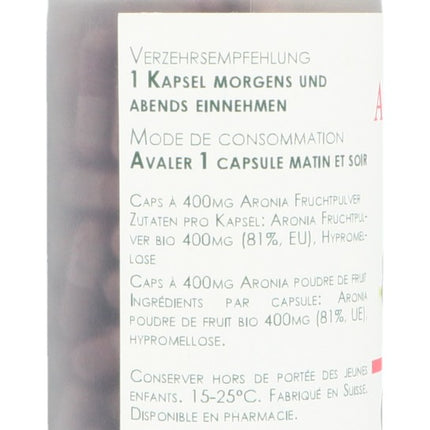 Verzehrsempfehlung
1 Kapsel morgens und
abends einnehmen
Mode de consommation
Avaler 1 capsule matin et soir
Caps à 400mg Aronia Fruchtpulver
Zutaten pro Kapsel: Aronia Fruchtpul-
ver bio 400mg (81%, EU), Hypromel-
lose
Caps à 400mg Aronia poudre de fruit
Ingrédients par capsule: Aronia
poudre de fruit bio 400mg (81%, UE),
hypromellose.
Conserver hors de portée des jeunes
enfants. 15-25°C. Fabriqué en Suisse.
Disponible en pharmacie.
A